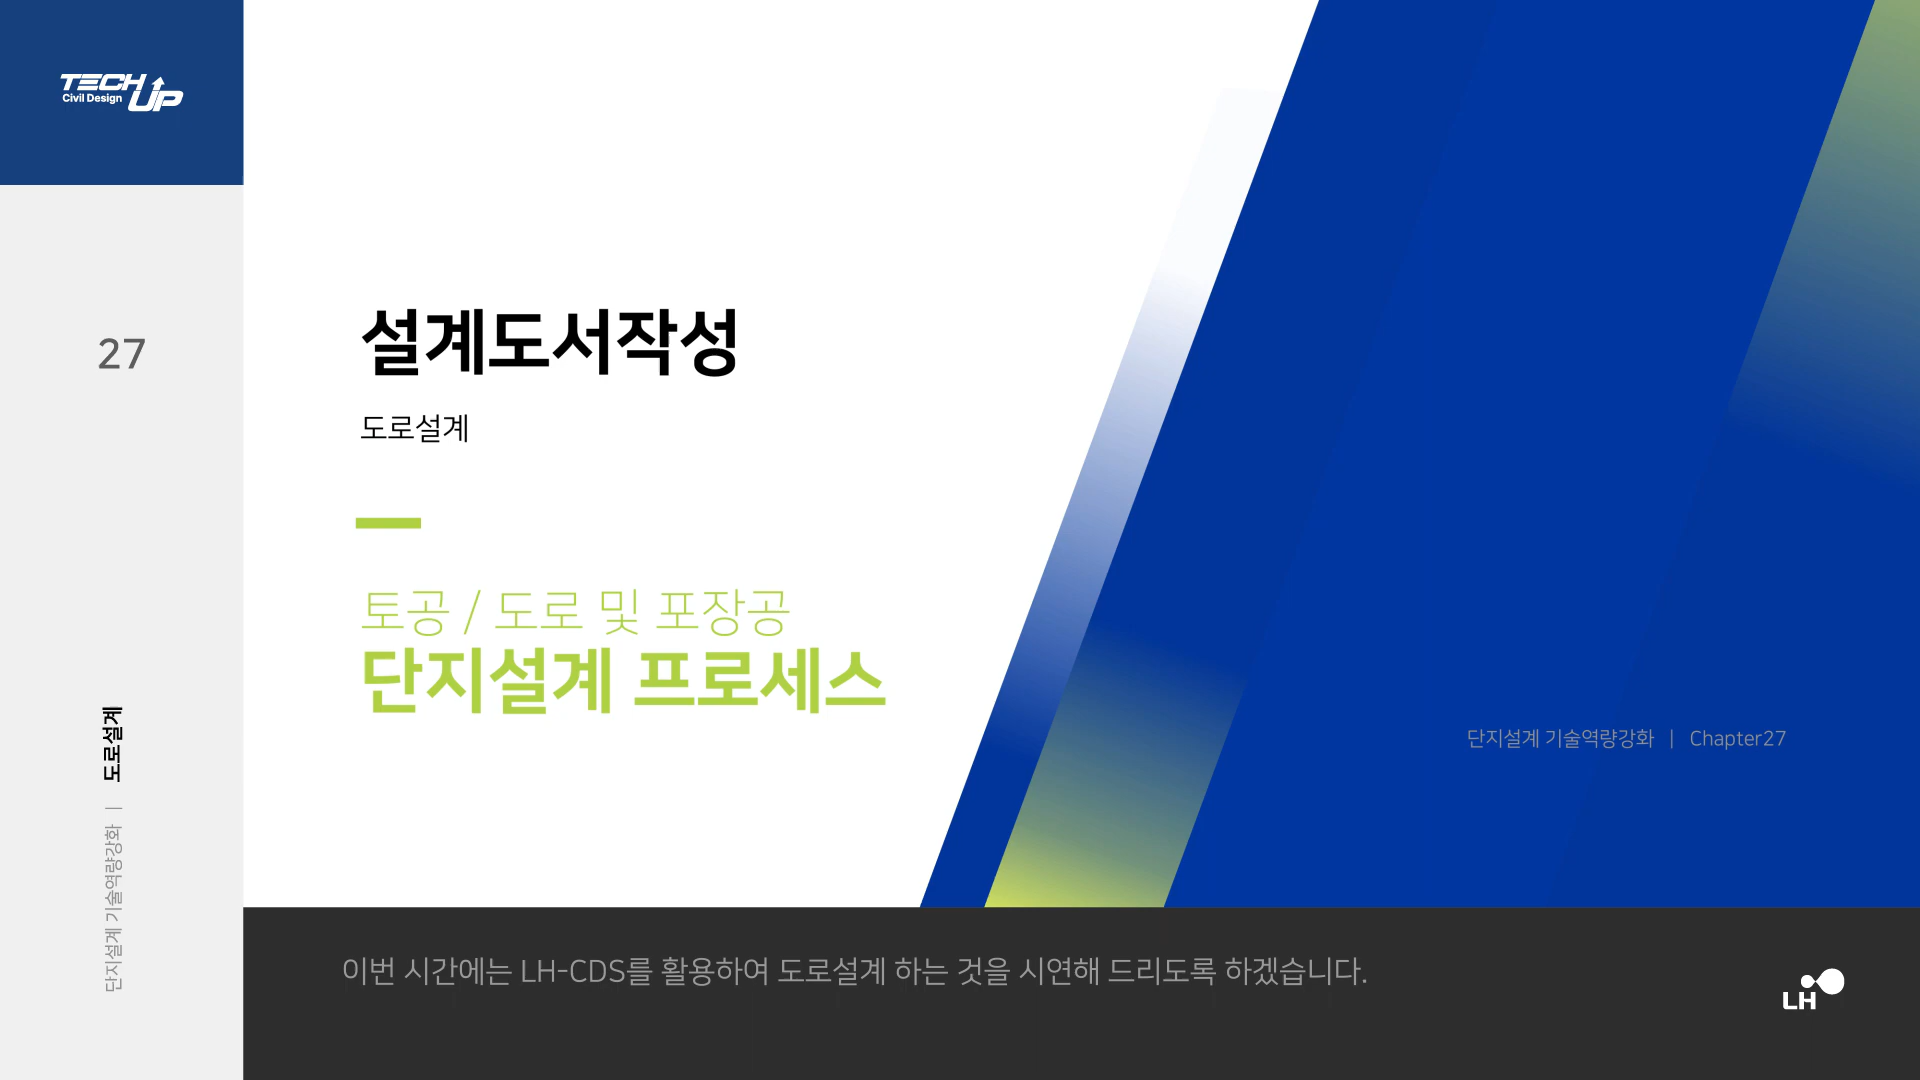 TECH UP
Civil Design
27
단지설계 기술역량강화 | 도로설계
설계도서작성
도로설계
토공 / 도로 및 포장공
단지설계 프로세스
단지설계 기술역량강화 | Chapter27
이번 시간에는 LH-CDS를 활용하여 도로설계 하는 것을 시연해 드리도록 하겠습니다.
LH